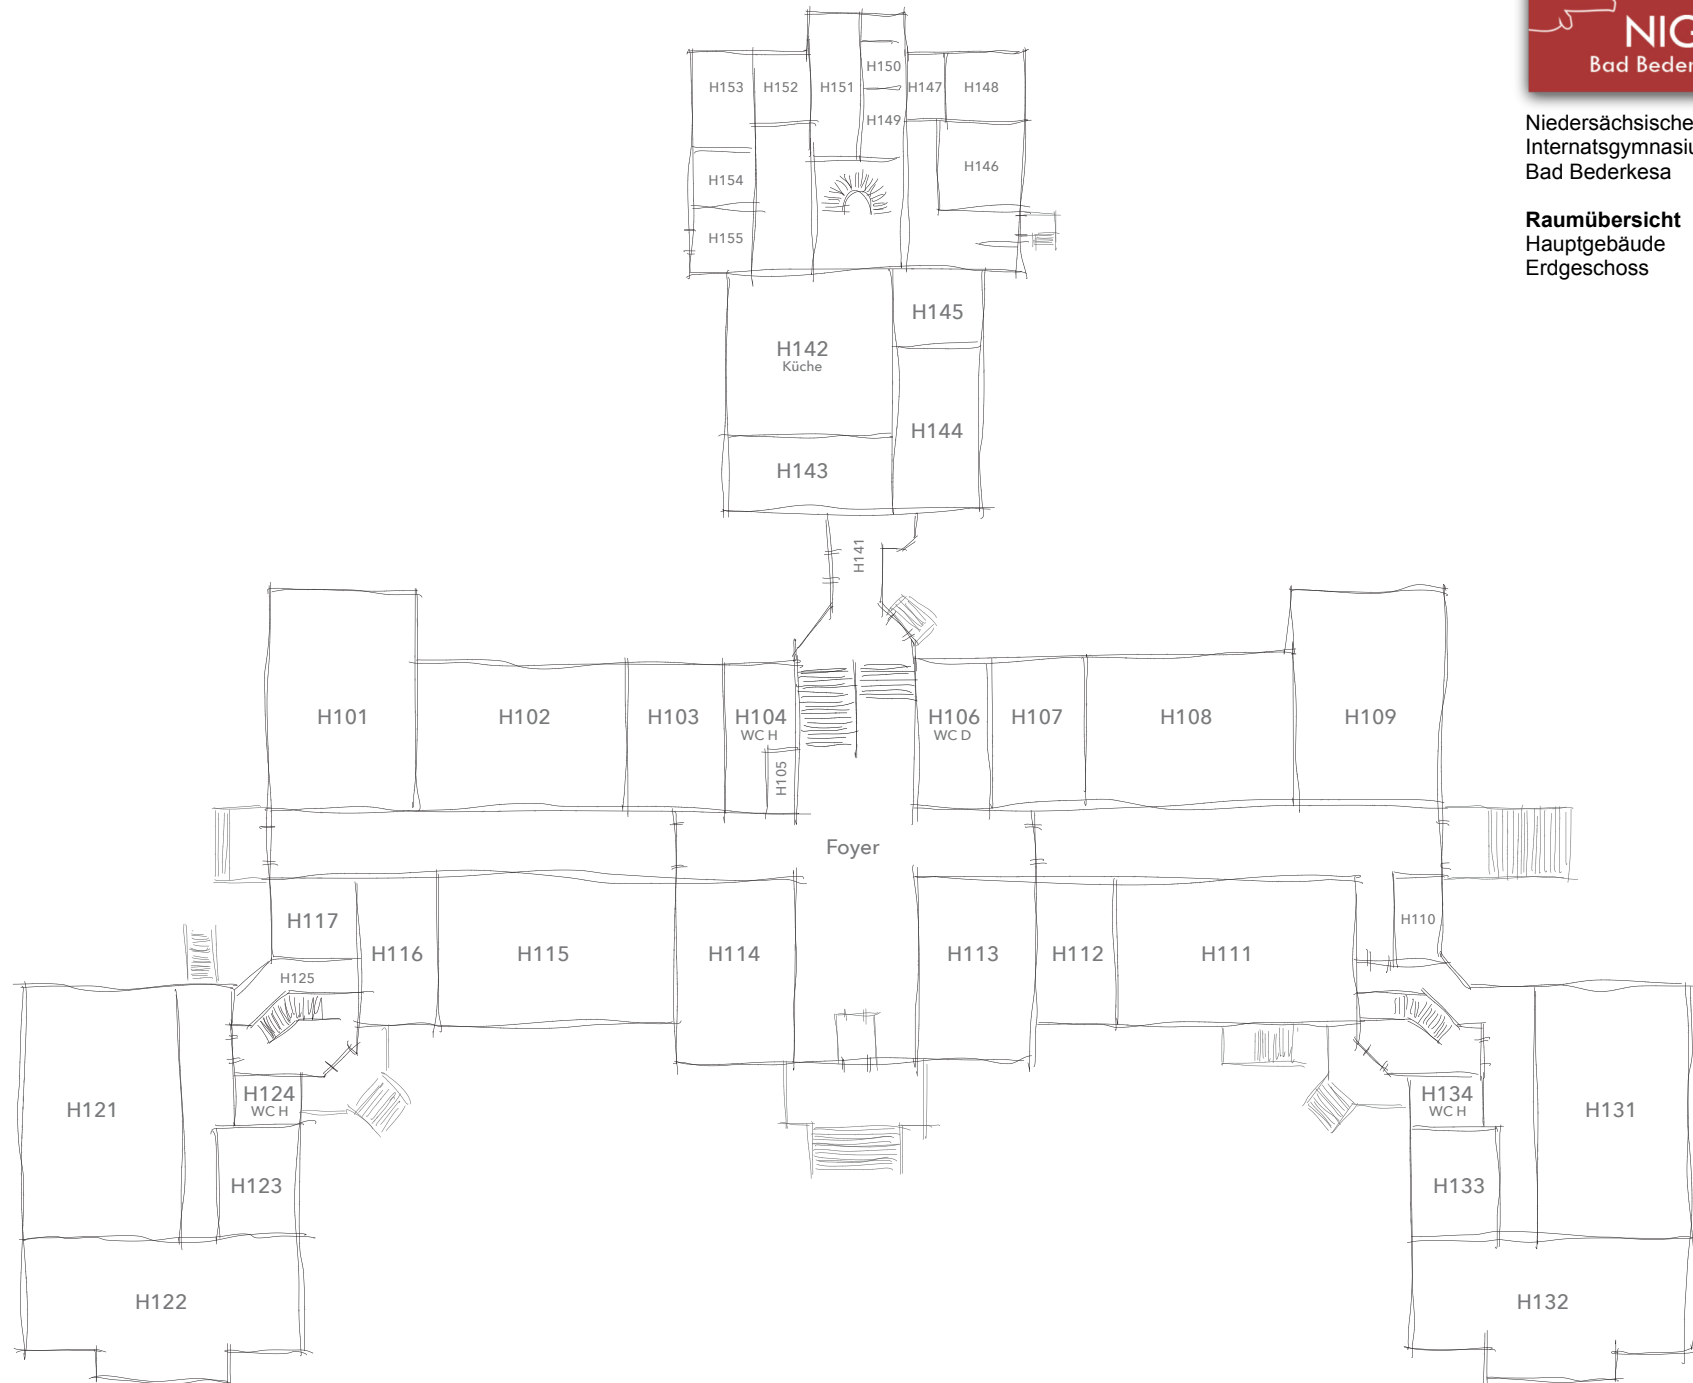 NIG
Bad Beder
Niedersächsische
Internatsgymnasiu
Bad Bederkesa
Raumübersicht
Hauptgebäude
Erdgeschoss
H150
H153
H152
H151
H147
H148
H149
H146
H154
H155
H145
H142
Küche
H144
H143
H141
H101
H102
H103
H104
WC H
H105
H106
WC D
H107
H108
H109
Foyer
H117
H116
H115
H114
H113
H112
H111
H110
H125
H121
H124
WC H
H123
H122
H134
WC H
H131
H133
H132